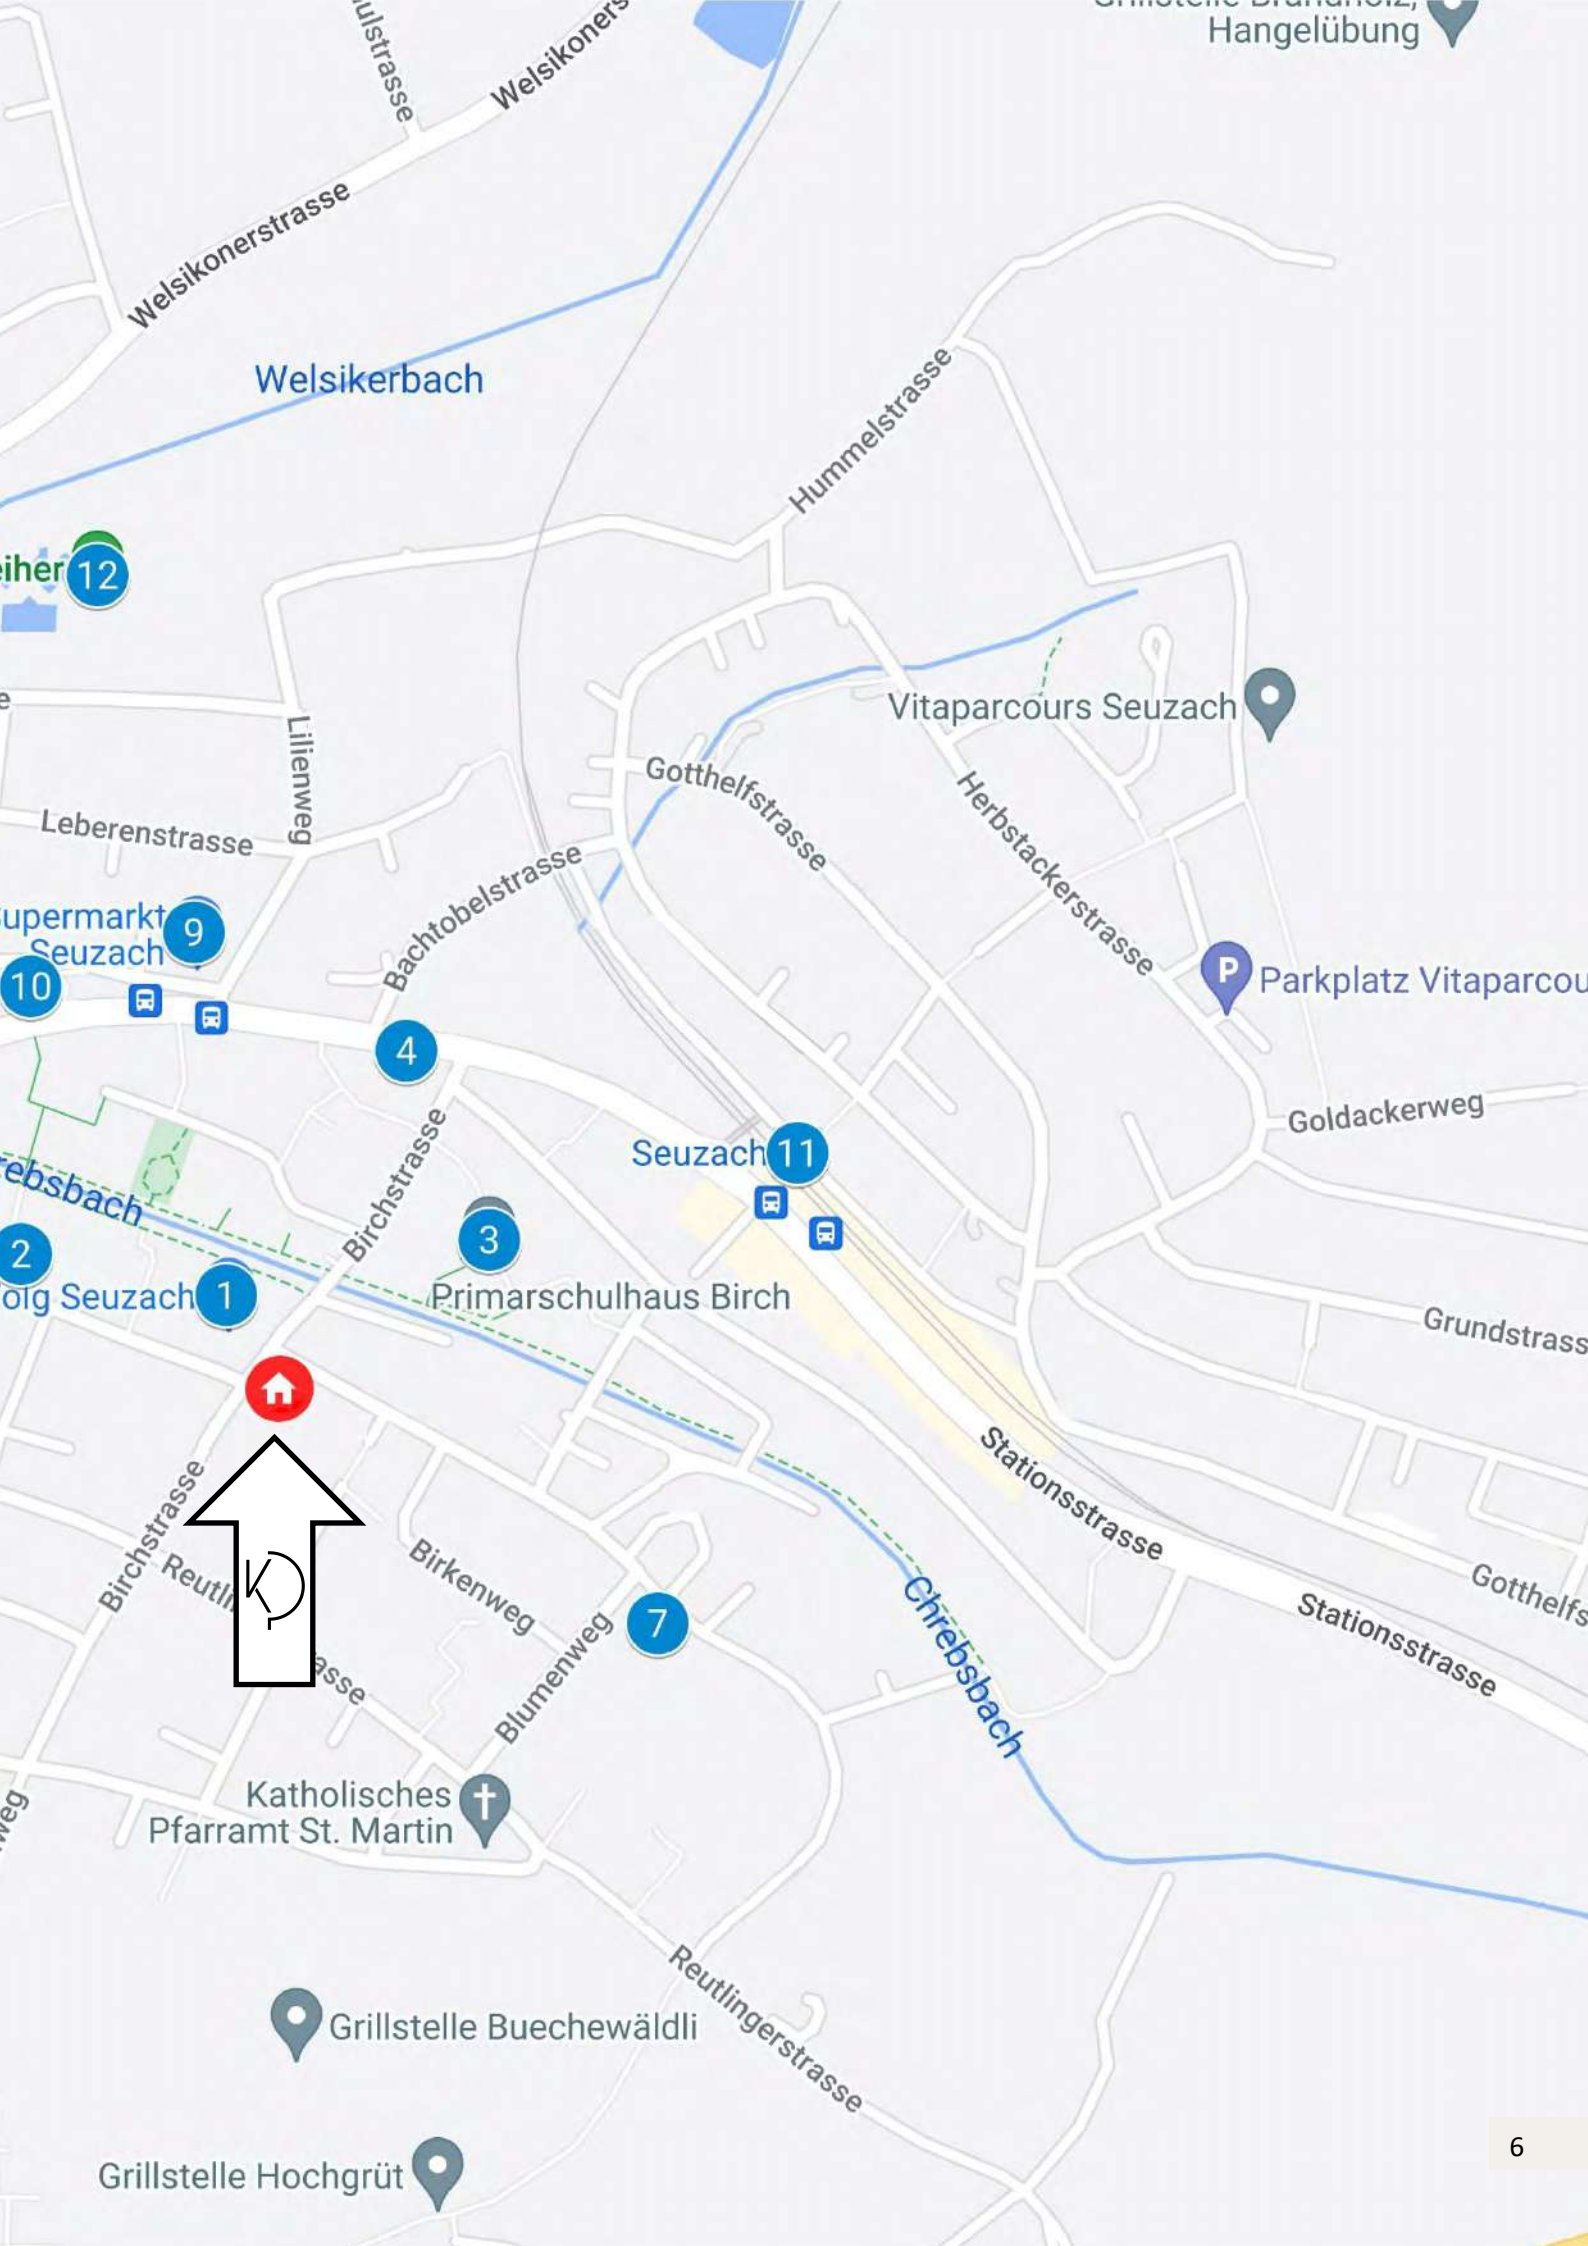 Hangelübung
Welsikoners
Welsikonerstrasse
Welsikerbach
Hummelstrasse
12
Vitaparcours Seuzach
Lilienweg
Gotthelfstrasse
Leberenstrasse
Herbstackerstrasse
Bachtobelstrasse
9
Seuzach
10
P
Parkplatz Vitaparcou
4
Goldackerweg
Birchstrasse
Seuzach
11
2
3
Seuzach
1
Primarschulhaus Birch
Grundstrass
Stationsstrasse
Birchstrasse
Birkenweg
Chrebsbach
Gotthelfs
Stationsstrasse
7
Blumenweg
Katholisches
Pfarramt St. Martin
Reutlingerstrasse
Grillstelle Buechewäldli
Grillstelle Hochgrüt
6